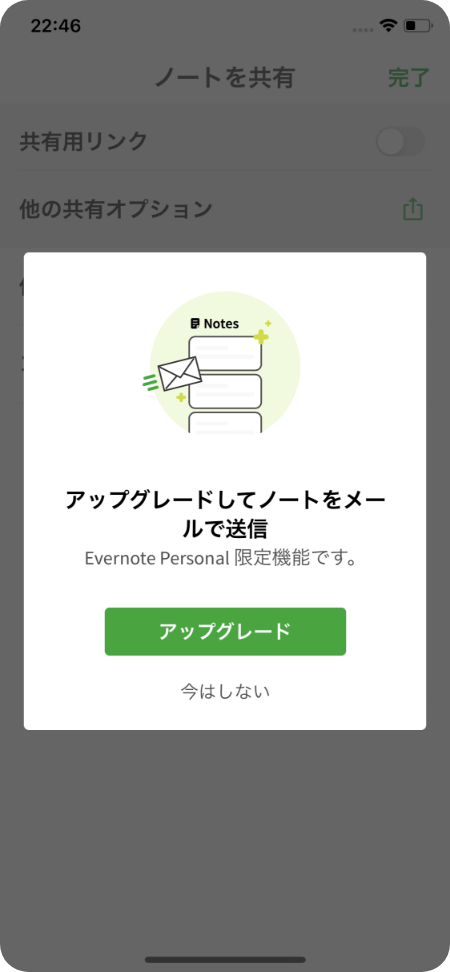 22:46
ノートを共有
完了
共有用リンク
他の共有オプション
Notes
アップグレードしてノートをメー
ルで送信
Evernote Personal 限定機能です。
アップグレード
今はしない